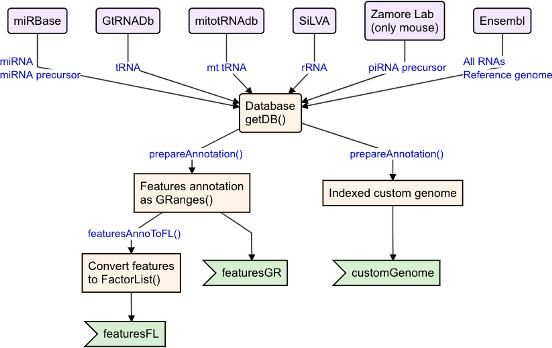 miRBase
GtRNADb
mitotRNAdb
SiLVA
Zamore Lab
(only mouse)
Ensembl
miRNA
miRNA precursor
tRNA
mt tRNA
rRNA
piRNA precursor
All RNAs
Reference genome
Database
getDB()
prepareAnnotation()
prepareAnnotation()
Features annotation
as GRanges()
Indexed custom genome
featuresAnnoToFL()
Convert features
to FactorList()
featuresGR
customGenome
featuresFL